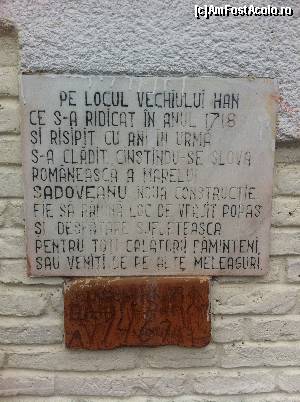 (c)AmFostAcolo.ro
PE LOCUL VECHIULUI HAN
CE S-A RIDICAT ÎN ANUL 1718
ȘI RISIPIT CU ANI ÎN URMĂ
S-A CLĂDIT CINSTINDU-SE SLOVA
ROMÂNEASCĂ A MARELUI
SADOVEANU NOUA CONSTRUCȚIE
FIE SĂ RĂMÂNĂ LOC DE VESTIT POPAS
ȘI DESFĂTARE SUFLETEASCĂ
PENTRU TOȚI CĂLĂTORII PĂMÎNTENI
SAU VENIȚI DE PE ALTE MELEAGURI.